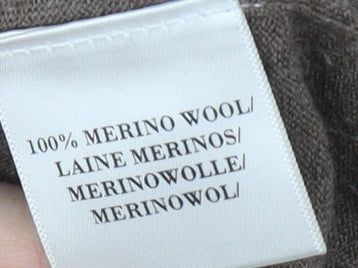 100% MERINO WOOL/
LAINE MERINOS/
MERINOWOLLE/
MERINOWOL/